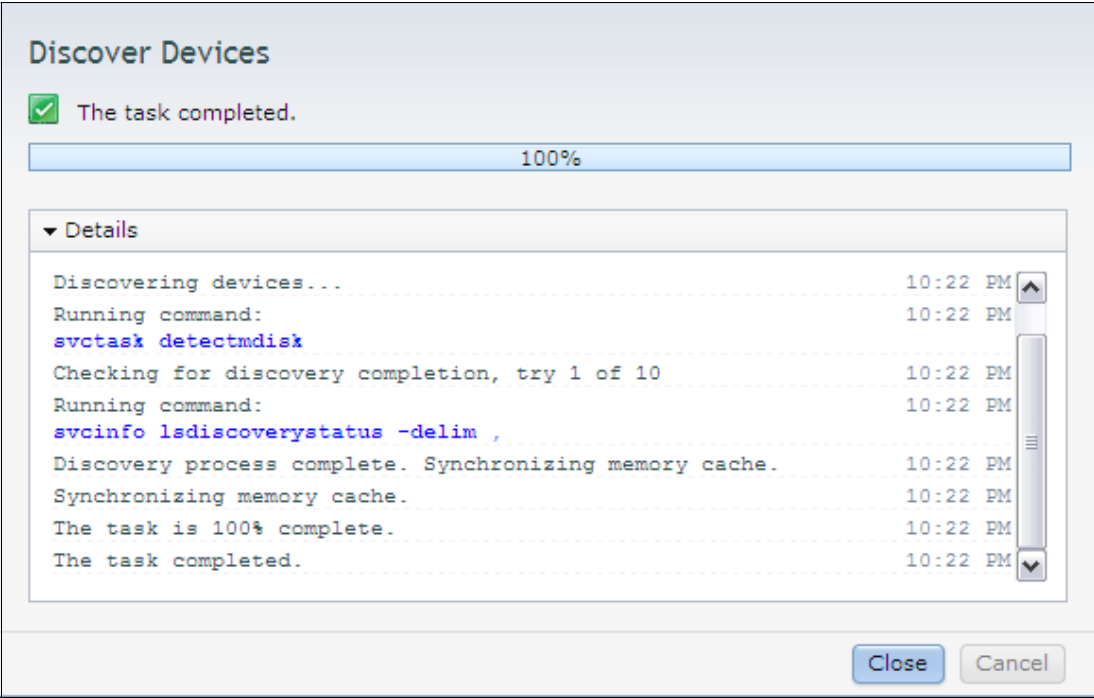 Discover Devices
The task completed.
100%
Details
Discovering devices... 10:22 PM
Running command: 10:22 PM
svctask detectmdisk
Checking for discovery completion, try 1 of 10 10:22 PM
Running command: 10:22 PM
svcinfo lsdiscoverystatus -delim ,
Discovery process complete. Synchronizing memory cache. 10:22 PM
Synchronizing memory cache. 10:22 PM
The task is 100% complete. 10:22 PM
The task completed. 10:22 PM
Close Cancel